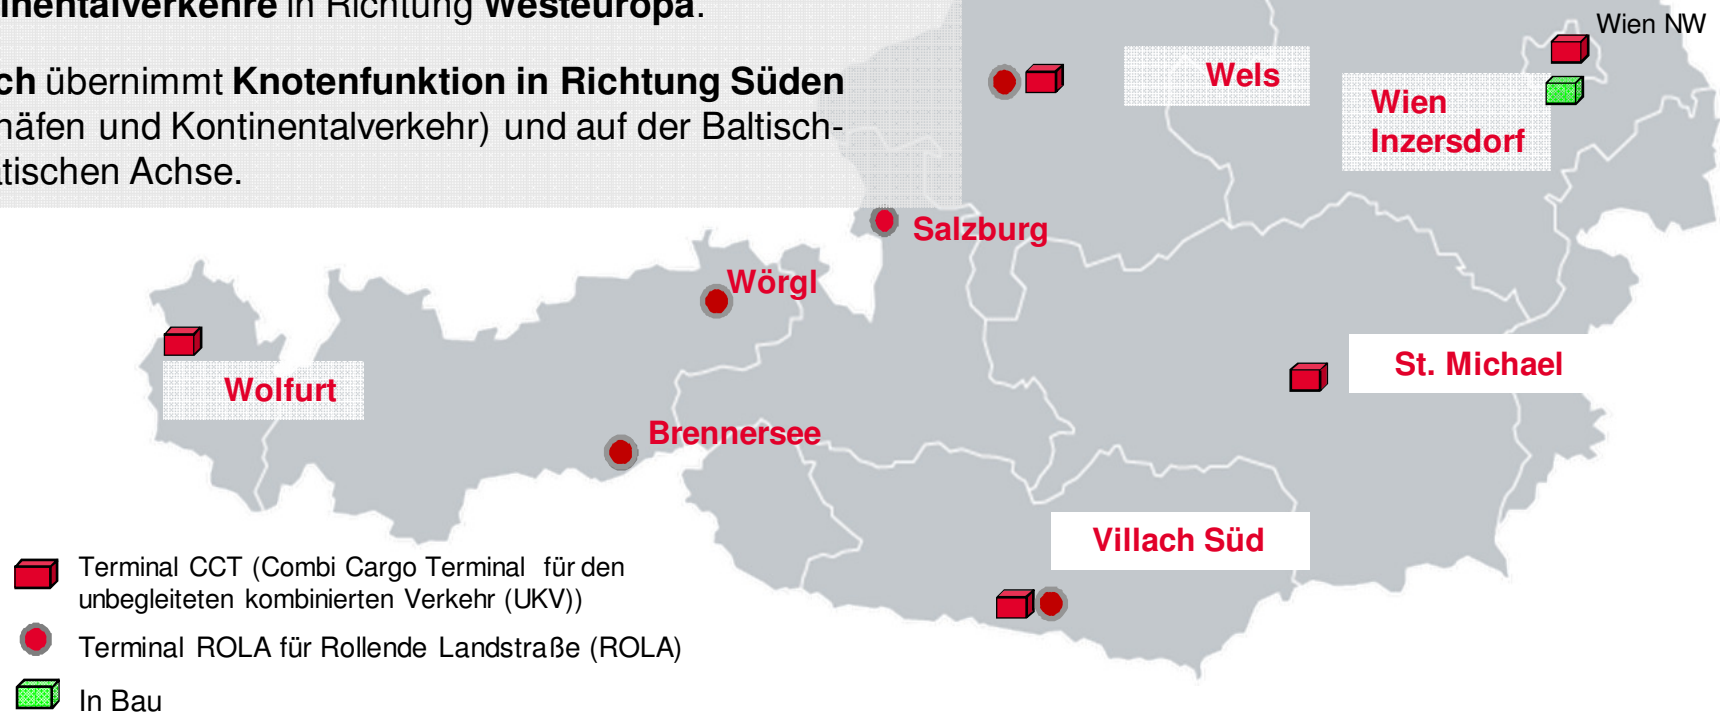 inentalverkehre in Richtung Westeuropa.
ch übernimmt Knotenfunktion in Richtung Süden
häfen und Kontinentalverkehr) und auf der Baltisch-
tischen Achse.
Wien NW
Wels
Wien
Inzersdorf
Salzburg
Wörgl
Wolfurt
St. Michael
Brennersee
Villach Süd
Terminal CCT (Combi Cargo Terminal für den
unbegleiteten kombinierten Verkehr (UKV))
Terminal ROLA für Rollende Landstraße (ROLA)
In Bau